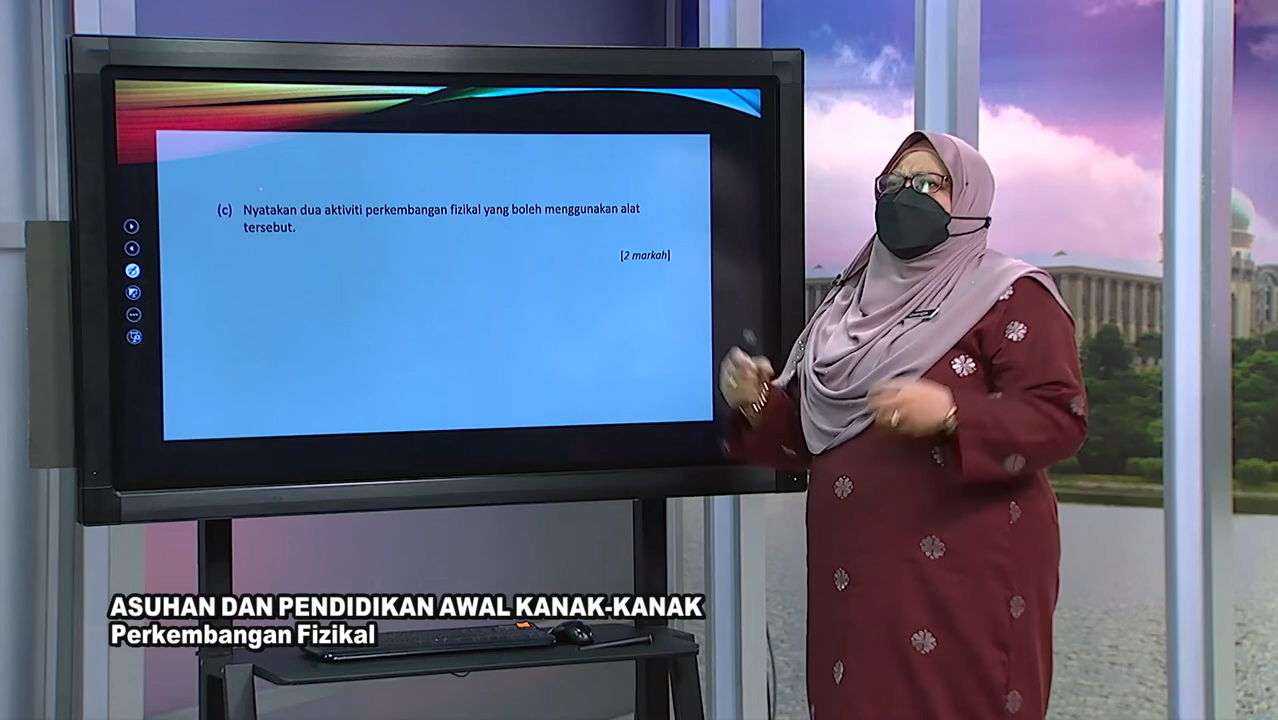 (c) Nyatakan dua aktiviti perkembangan fizikal yang boleh menggunakan alat
tersebut.
[2 markah]
ASUHAN DAN PENDIDIKAN AWAL KANAK-KANAK
Perkembangan Fizikal